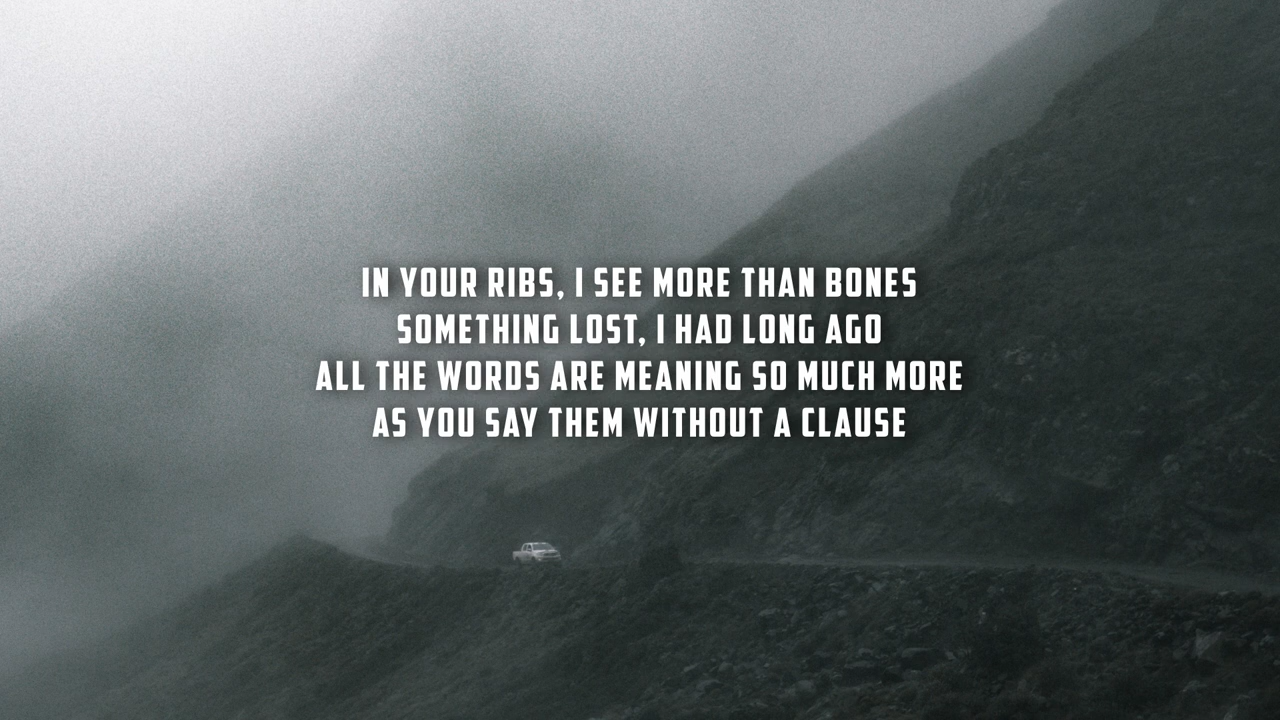 IN YOUR RIBS, I SEE MORE THAN BONES
SOMETHING LOST, I HAD LONG AGO
ALL THE WORDS ARE MEANING SO MUCH MORE
AS YOU SAY THEM WITHOUT A CLAUSE